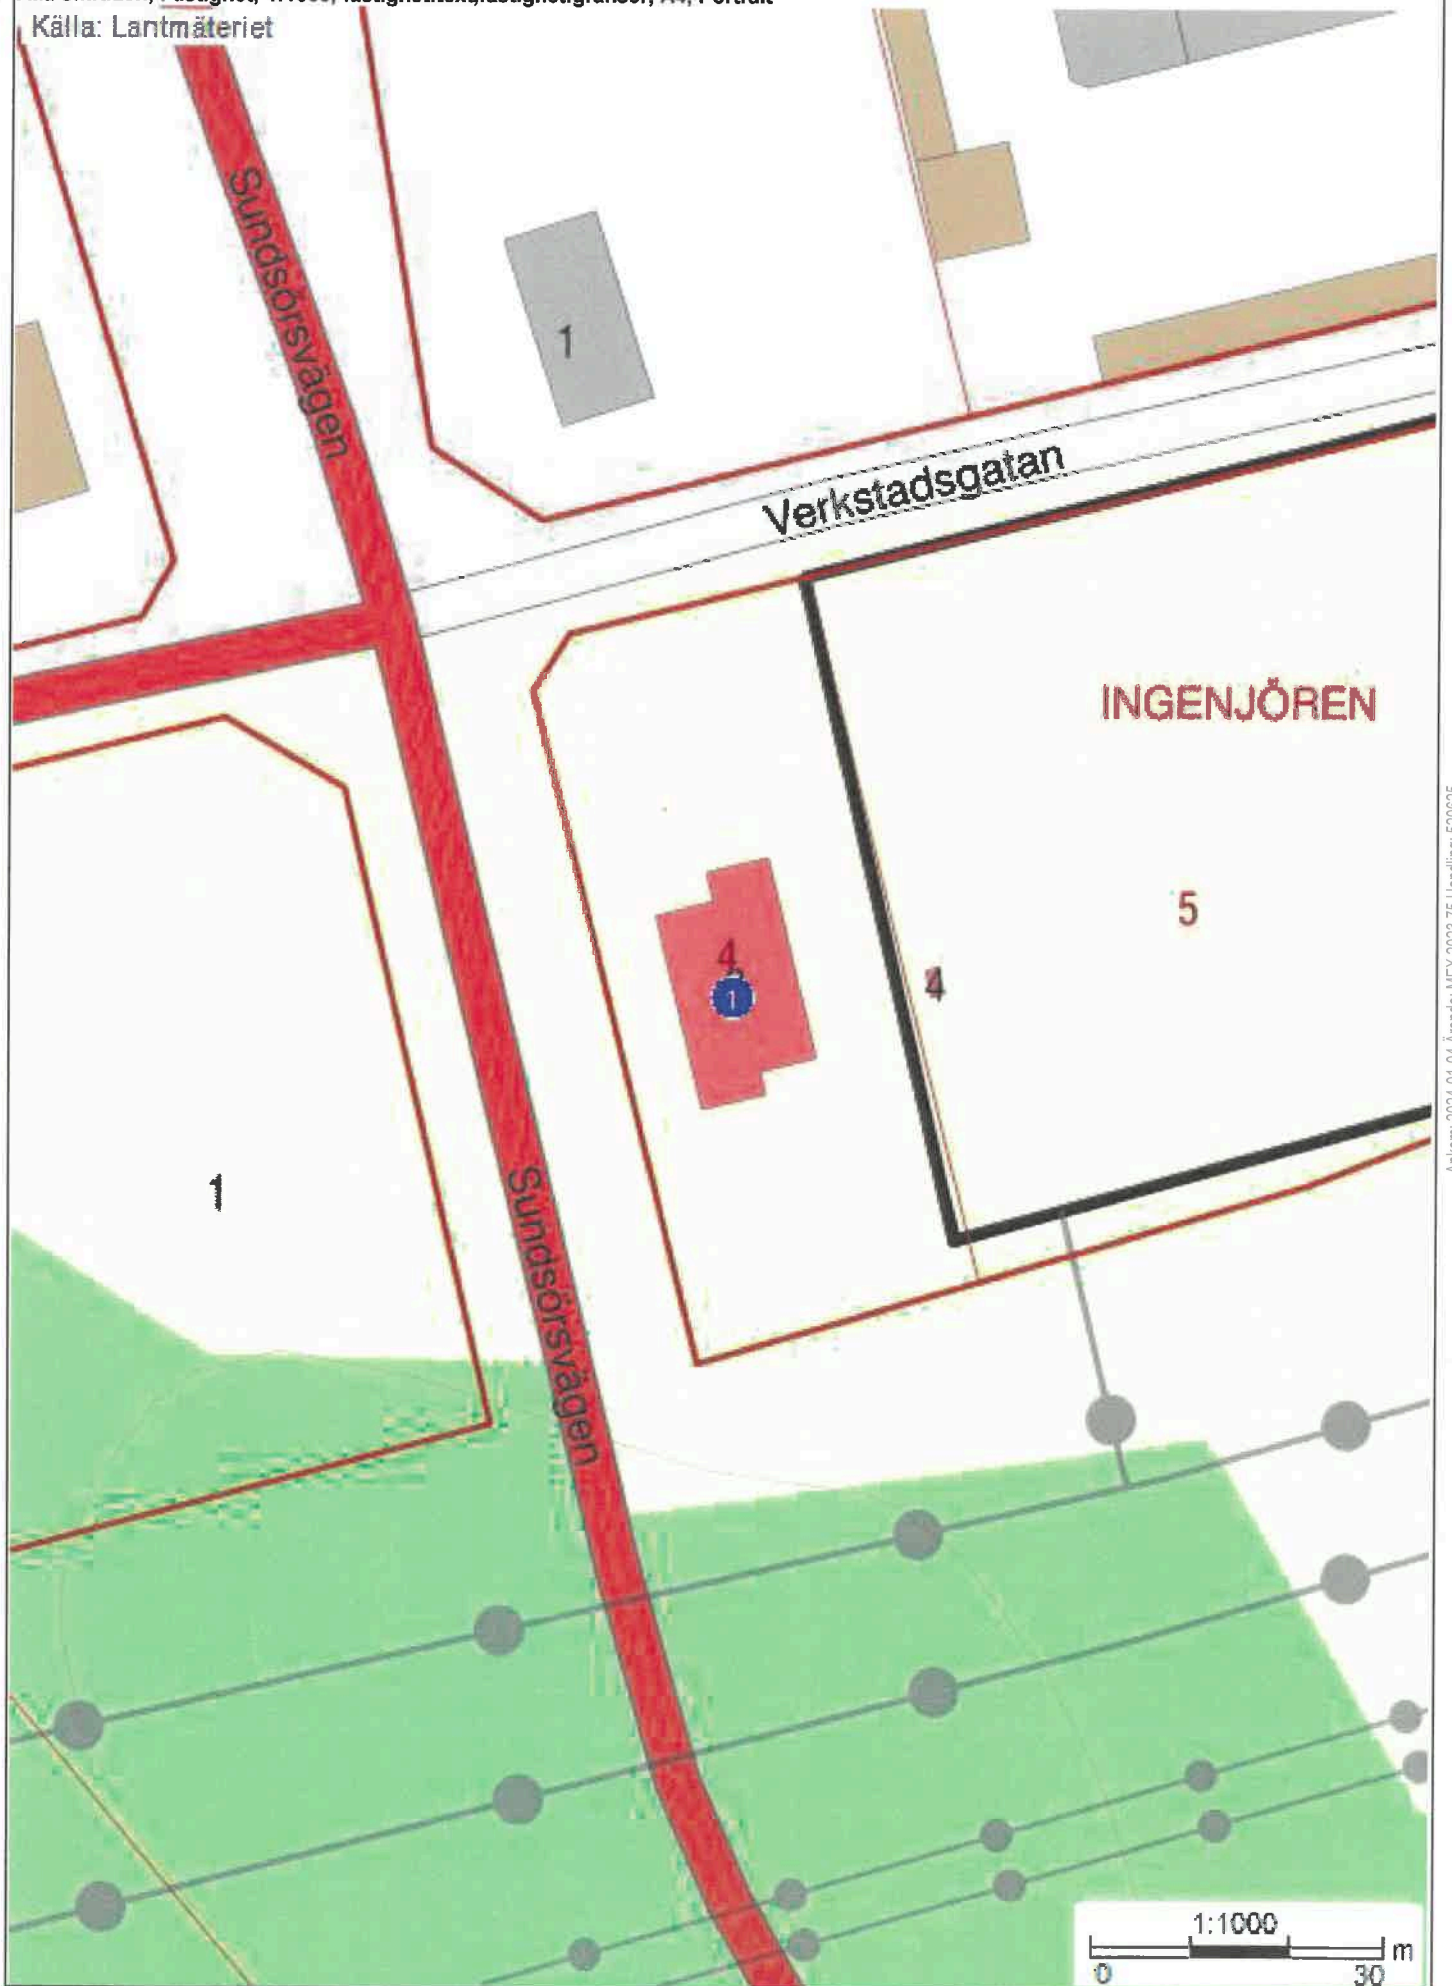 Källa: Lantmäteriet
Sundsörsvägen
1
Verkstadsgatan
INGENJÖREN
5
4
1
4
1
Sundsörsvägen
1:1000
m
0
30